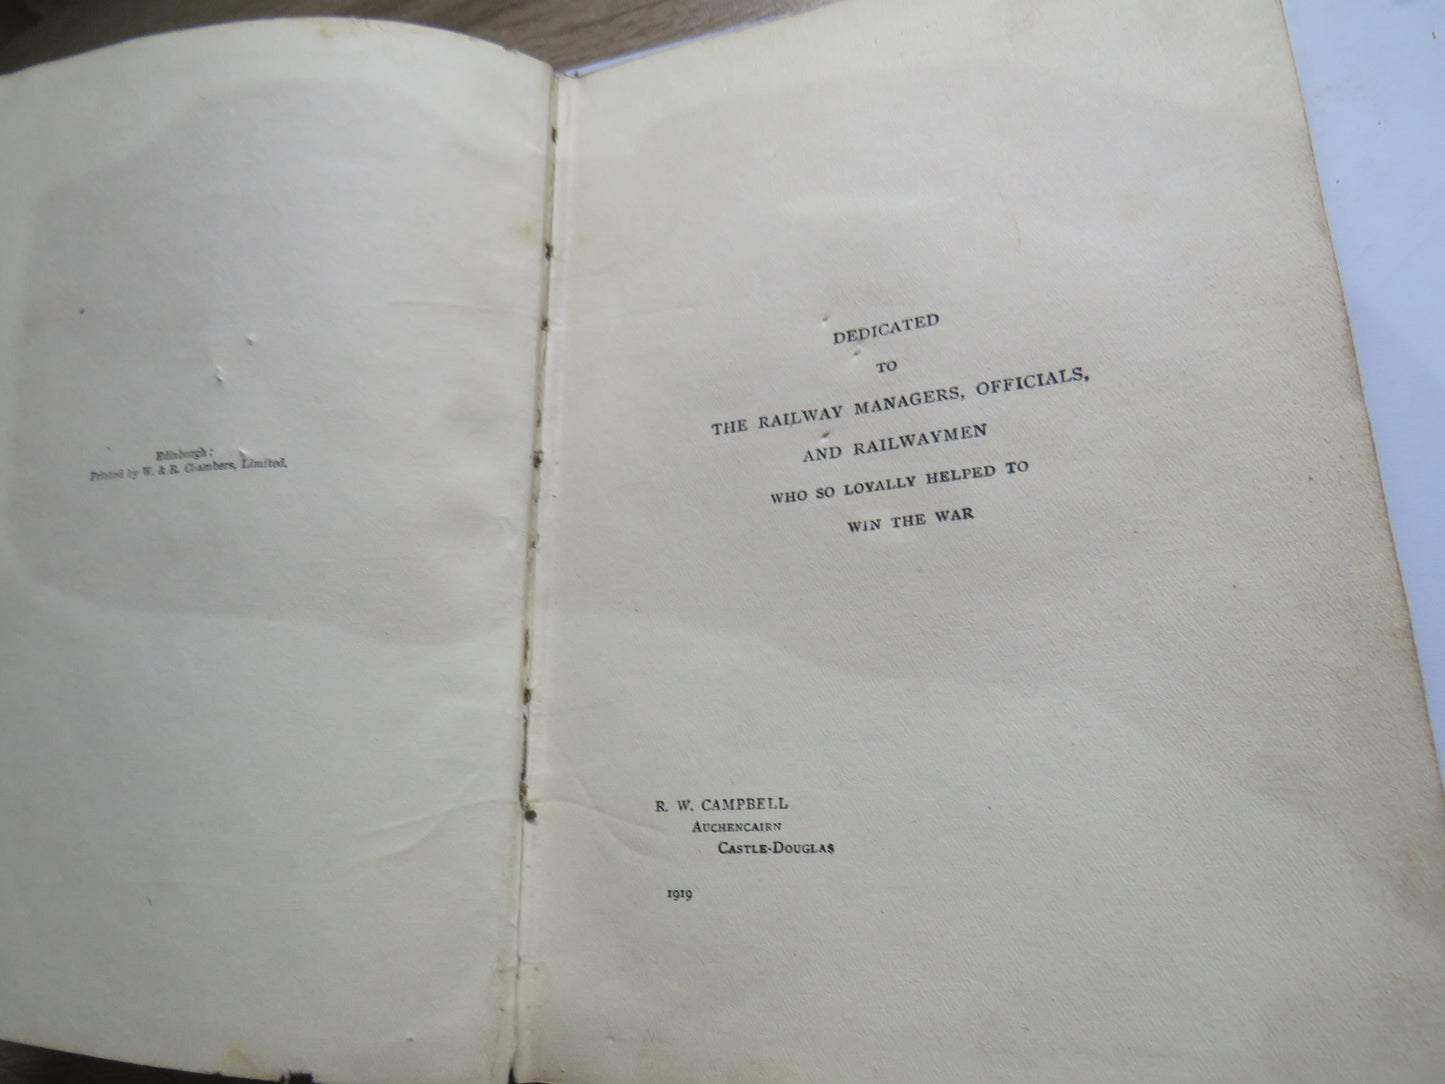 Edinburgh:
Printed by W. & R. Chambers, Limited.
DEDICATED
TO
THE RAILWAY MANAGERS, OFFICIALS,
AND RAILWAYMEN
WHO SO LOYALLY HELPED TO
WIN THE WAR
R. W. CAMPBELL
AUCHENCAIRN
CASTLE-DOUGLAS
1919